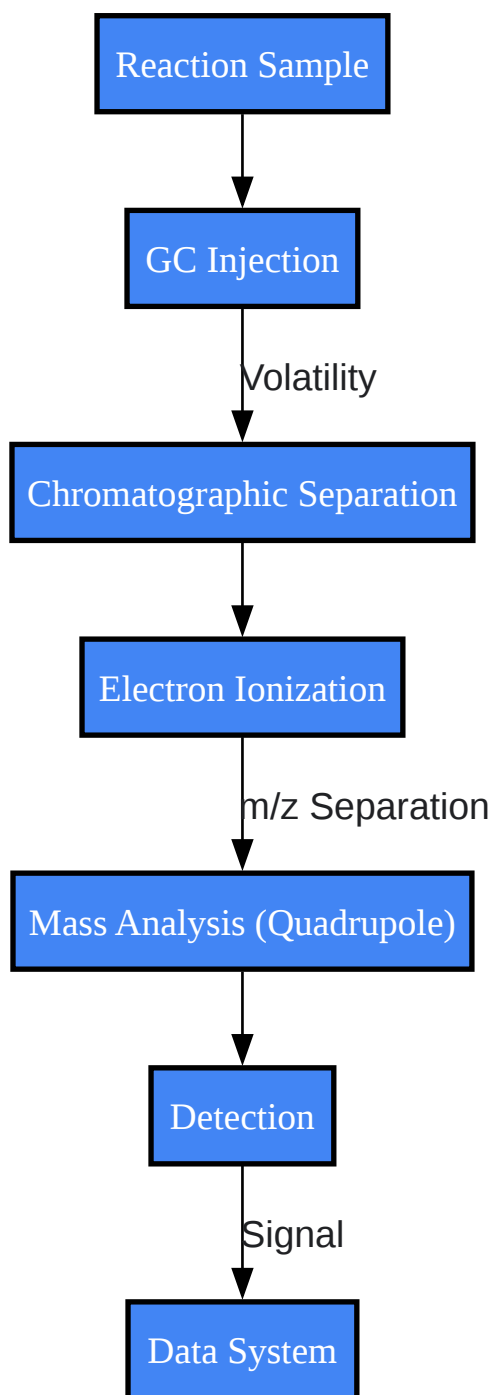 Reaction Sample
GC Injection
Volatility
Chromatographic Separation
Electron Ionization
m/z Separation
Mass Analysis (Quadrupole)
Detection
Signal
Data System